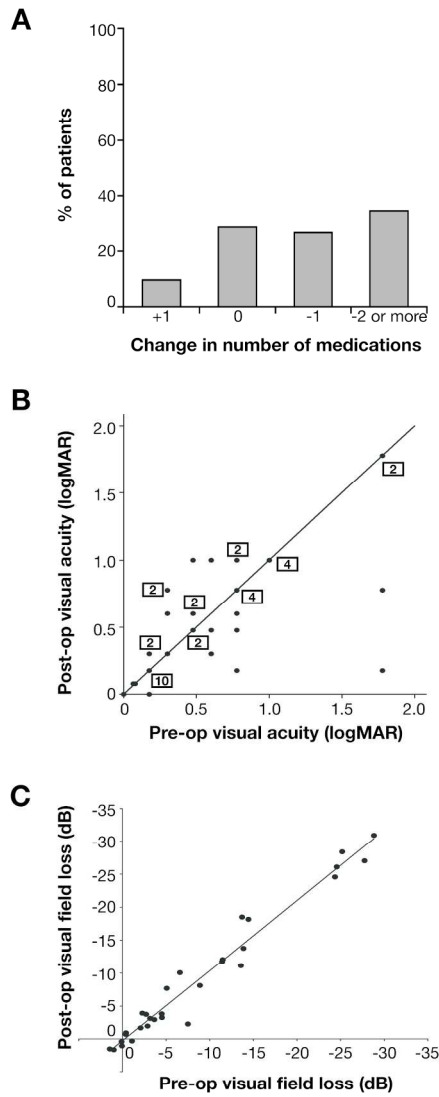 A
100
80
60
40
20
0
% of patients
+1 0 -1 -2 or more
Change in number of medications
B
2.0
1.5
1.0
0.5
0
Post-op visual acuity (logMAR)
2
2
4
2
4
2
2
2
10
0 0.5 1.0 1.5 2.0
Pre-op visual acuity (logMAR)
C
-35
-30
-25
-20
-15
-10
-5
0
Post-op visual field loss (dB)
0 -5 -10 -15 -20 -25 -30 -35
Pre-op visual field loss (dB)